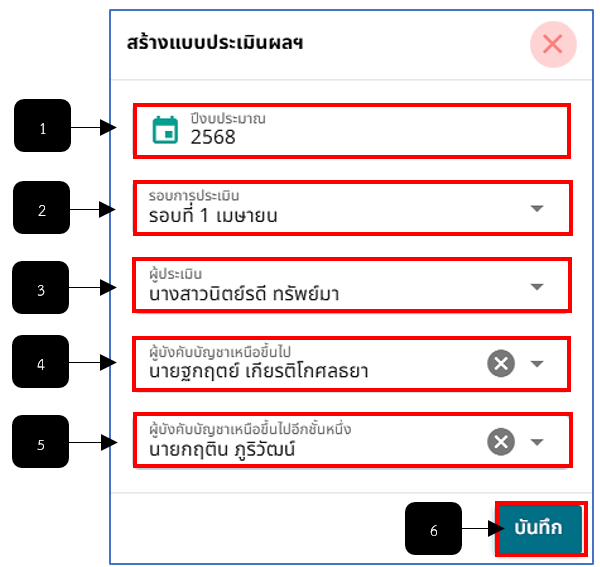 สร้างแบบประเมินผลฯ
1
ปีงบประมาณ
2568
2
รอบการประเมิน
รอบที่ 1 เมษายน
3
ผู้ประเมิน
นางสาวนิตย์รดี ทรัพย์มา
4
ผู้บังคับบัญชาเหนือขึ้นไป
นายฐกฤตย์ เกียรติโกศลธยา
5
ผู้บังคับบัญชาเหนือขึ้นไปอีกชั้นหนึ่ง
นายกฤติน ภูริวัฒน์
6
บันทึก